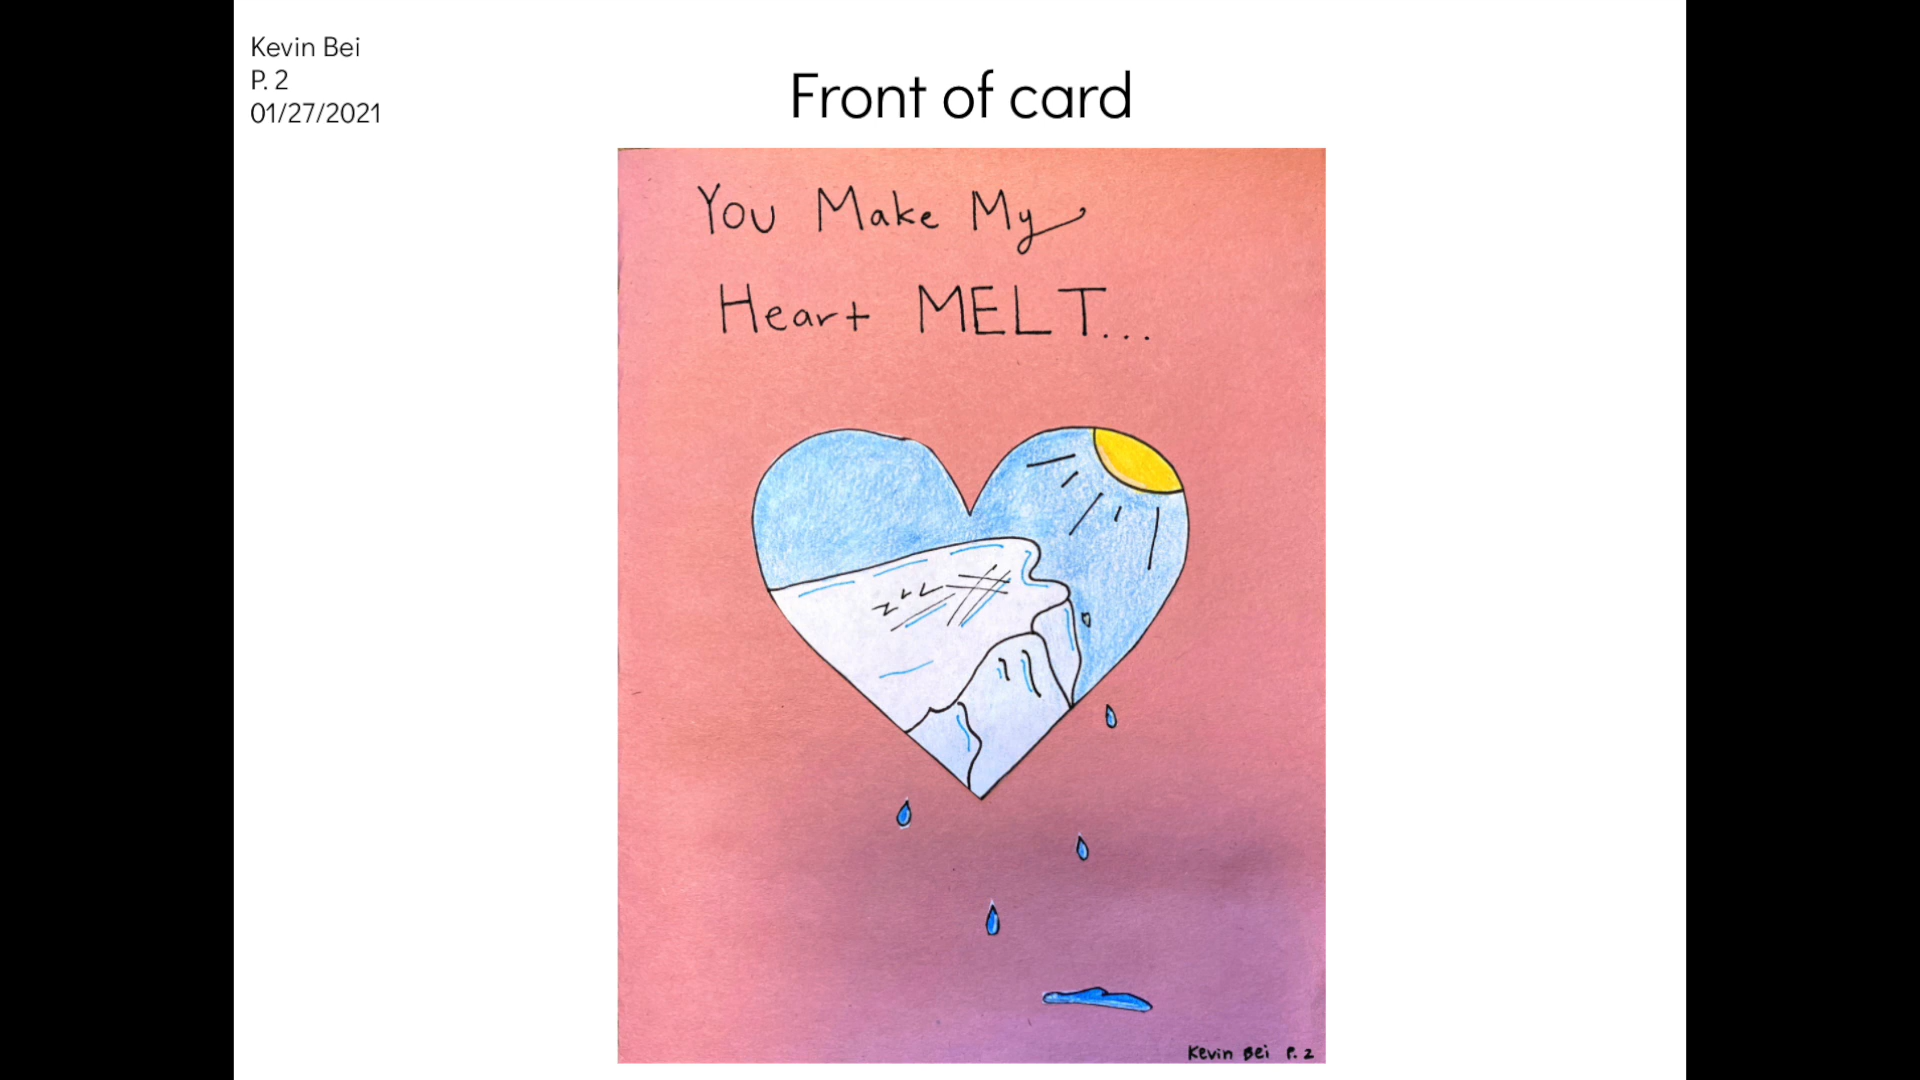 Kevin Bei
P. 2
01/27/2021
Front of card
You Make My
Heart MELT...
Kevin Bei P. 2